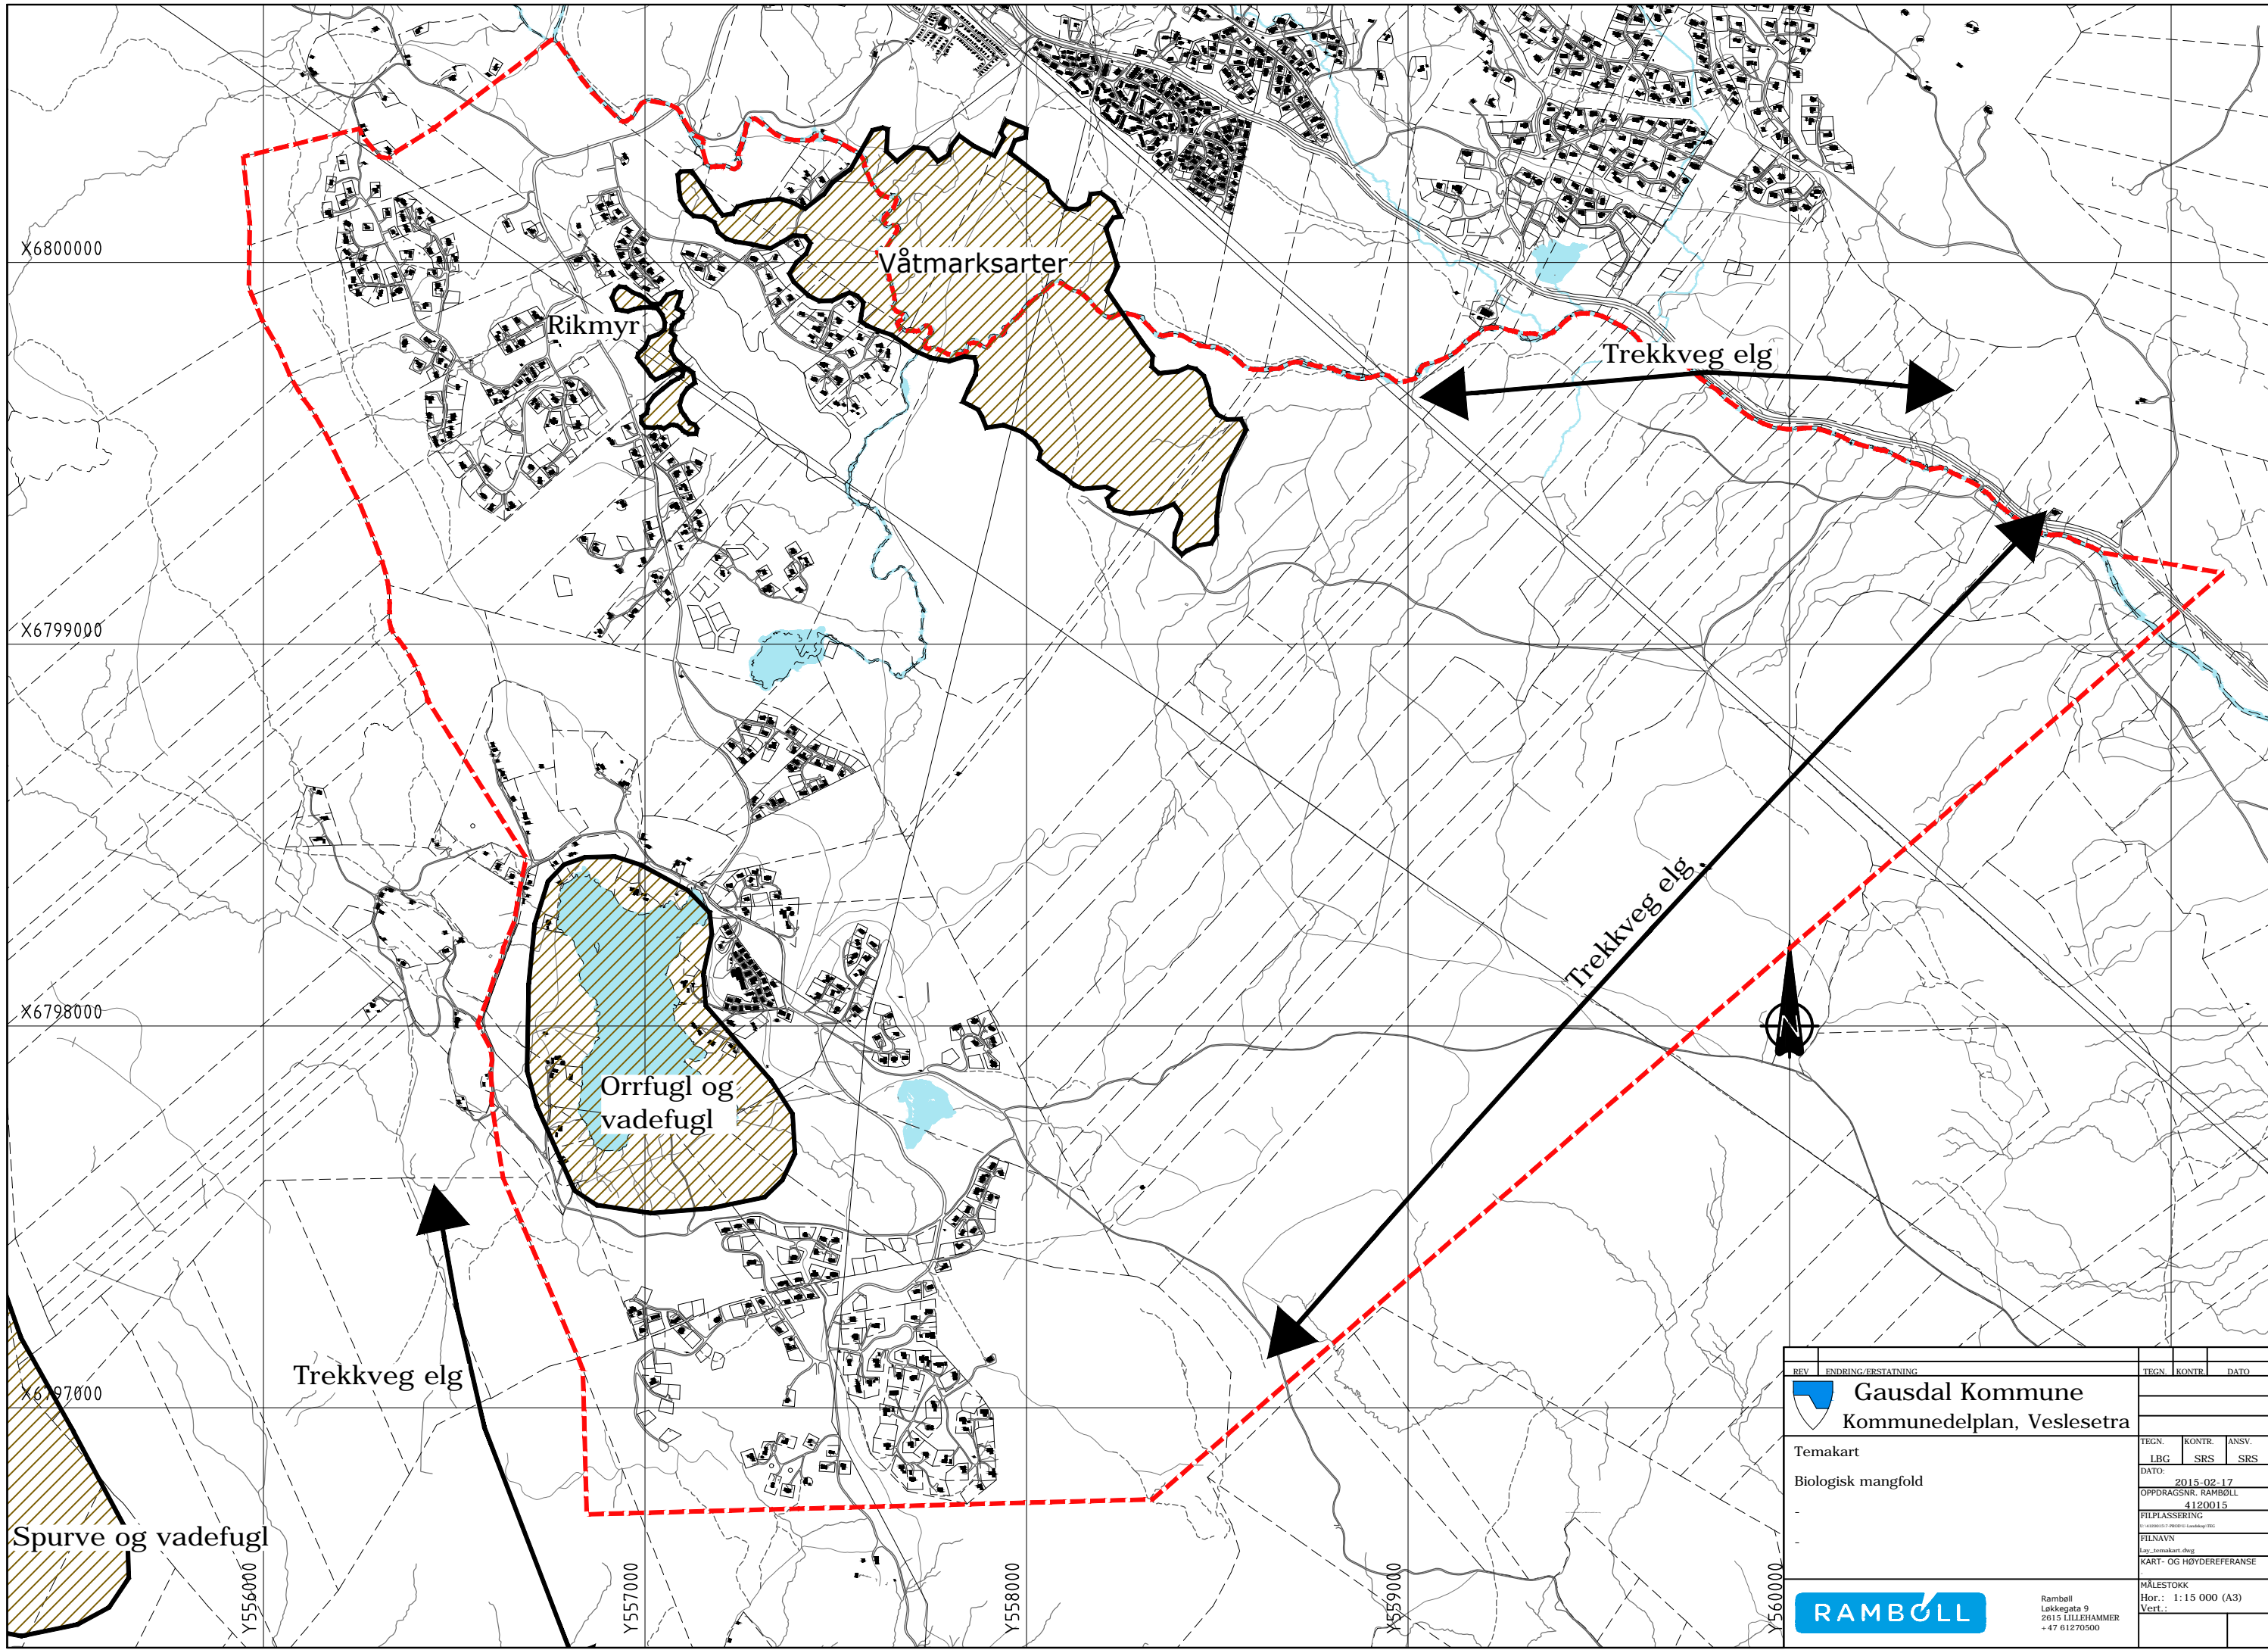 X6800000
Våtmarksarter
Rikmyr
Trekkveg elg
X6799000
Trekkveg elg
X6798000
N
Orrfugl og
vadefugl
Trekkveg elg
X6797000
Spurve og vadefugl
Y556000
Y557000
Y558000
Y559000
Y560000
REV ENDRING/ERSTATNING TEGN. KONTR. DATO
Gausdal Kommune
Kommunedelplan, Veslesetra
Temakart
Biologisk mangfold
-
-
TEGN. KONTR. ANSV.
LBG SRS SRS
DATO:
2015-02-17
OPPDRAGSNR. RAMBØLL
4120015
FILPLASSERING
FILNAVN
Lay_temakart.dwg
KART- OG HØYDEREFERANSE
MÅLESTOKK
Hor.: 1:15 000 (A3)
Vert.:
RAMBOLL
Rambøll
Løkkegata 9
2615 LILLEHAMMER
+47 61270500